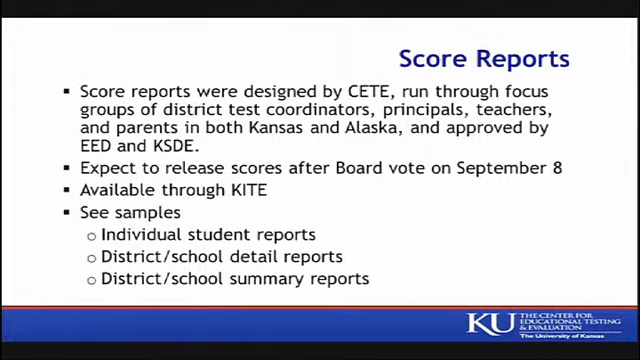 Score Reports
▪ Score reports were designed by CETE, run through focus
groups of district test coordinators, principals, teachers,
and parents in both Kansas and Alaska, and approved by
EED and KSDE.
▪ Expect to release scores after Board vote on September 8
▪ Available through KITE
▪ See samples
o Individual student reports
o District/school detail reports
o District/school summary reports
KU THE CENTER FOR
EDUCATIONAL TESTING
& EVALUATION
The University of Kansas